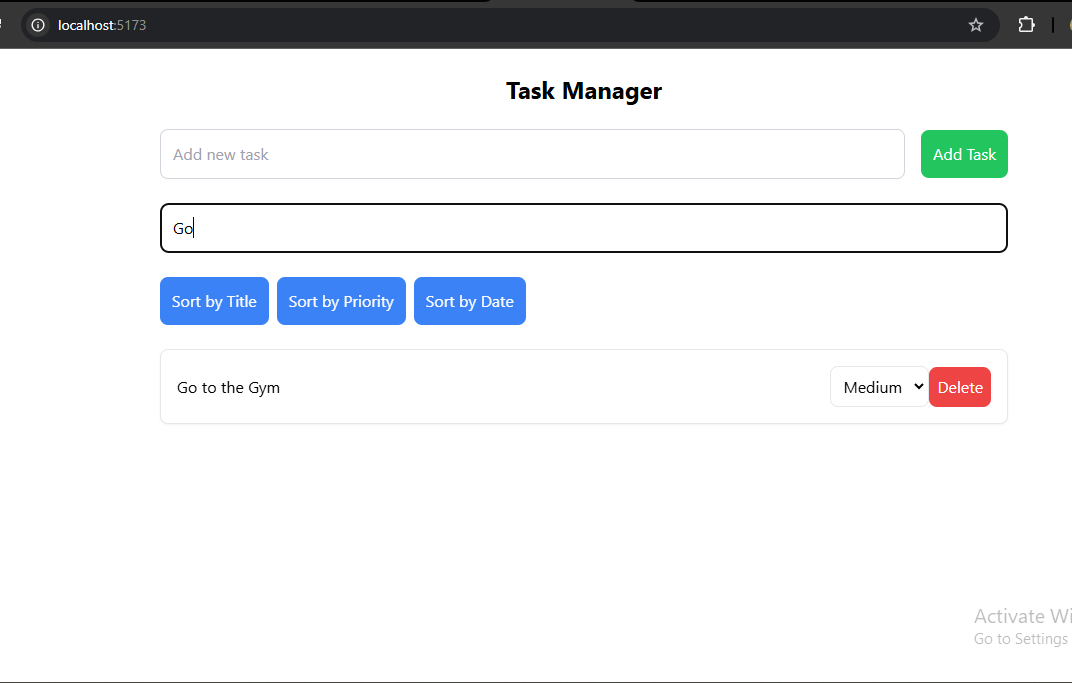 localhost:5173
Task Manager
Add new task
Add Task
Go
Sort by Title
Sort by Priority
Sort by Date
Go to the Gym
Medium
Delete
Activate Wi
Go to Settings